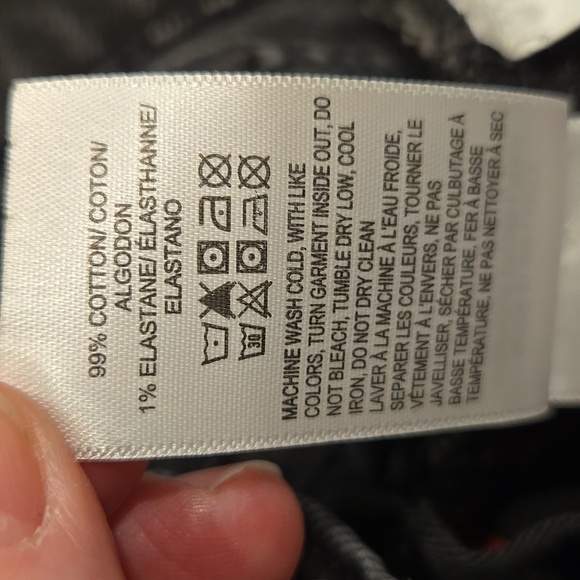 99% COTTON/ COTON/
ALGODON
1% ELASTANE/ ÉLASTHANNE/
ELASTANO
30
MACHINE WASH COLD, WITH LIKE
COLORS, TURN GARMENT INSIDE OUT, DO
NOT BLEACH, TUMBLE DRY LOW, COOL
IRON, DO NOT DRY CLEAN
LAVER À LA MACHINE À L'EAU FROIDE,
SEPARER LES COULEURS, TOURNER LE
VÊTEMENT À L'ENVERS, NE PAS
JAVELLISER, SÉCHER PAR CULBUTAGE À
BASSE TEMPÉRATURE, FER À BASSE
TEMPÉRATURE, NE PAS NETTOYER À SEC